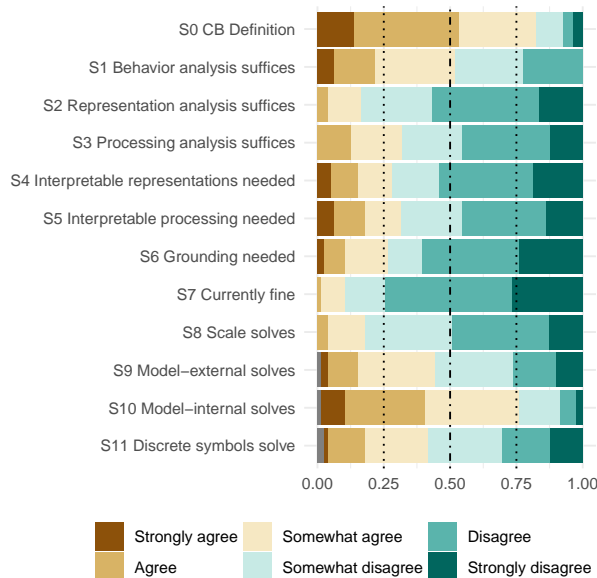 S0 CB Definition
S1 Behavior analysis suffices
S2 Representation analysis suffices
S3 Processing analysis suffices
S4 Interpretable representations needed
S5 Interpretable processing needed
S6 Grounding needed
S7 Currently fine
S8 Scale solves
S9 Model−external solves
S10 Model−internal solves
S11 Discrete symbols solve
0.00 0.25 0.50 0.75 1.00
Strongly agree Somewhat agree Disagree
Agree Somewhat disagree Strongly disagree